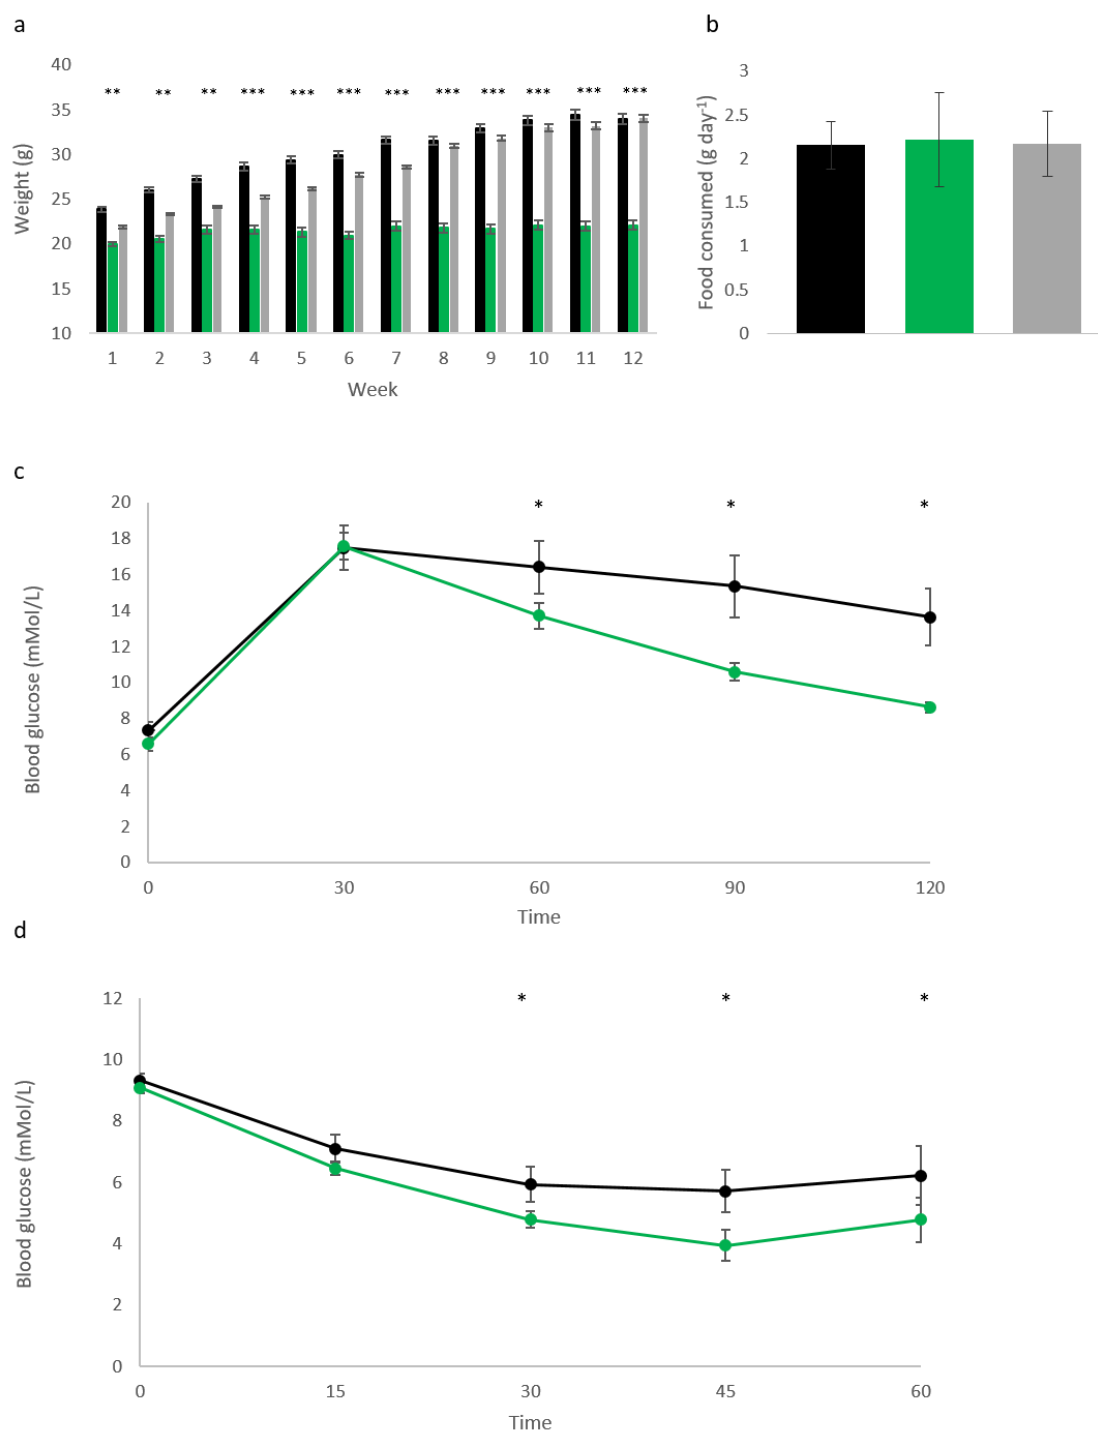 a
40
35
30
25
20
15
10
Weight (g)
** ** ** *** *** *** *** *** *** *** *** ***
1 2 3 4 5 6 7 8 9 10 11 12
Week
b
3
2.5
2
1.5
1
0.5
0
Food consumed (g day-1)
c
20
18
16
14
12
10
8
6
4
2
0
Blood glucose (mMol/L)
* * *
0 30 60 90 120
Time
d
12
10
8
6
4
2
0
Blood glucose (mMol/L)
* * *
0 15 30 45 60
Time